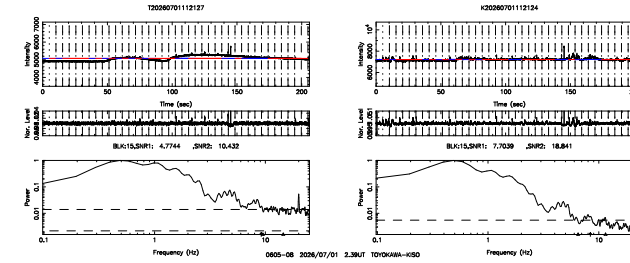 T20260701112127
K20260701112124
Intensity
4000 5000 6000 7000
0 50 100 150 200
Time (sec)
Intensity
6000 8000 10⁴
0 50 100 150 200
Time (sec)
Nor. Level
Nor. Level
BLK:15,SNR1: 4.7744 ,SNR2: 10.432
BLK:15,SNR1: 7.7039 ,SNR2: 18.841
Power
1
0.1
0.01
0.1 1 10
Frequency (Hz)
Power
1
0.1
0.01
0.1 1 10
Frequency (Hz)
0605-08 2026/07/01 2.39UT TOYOKAWA-KISO